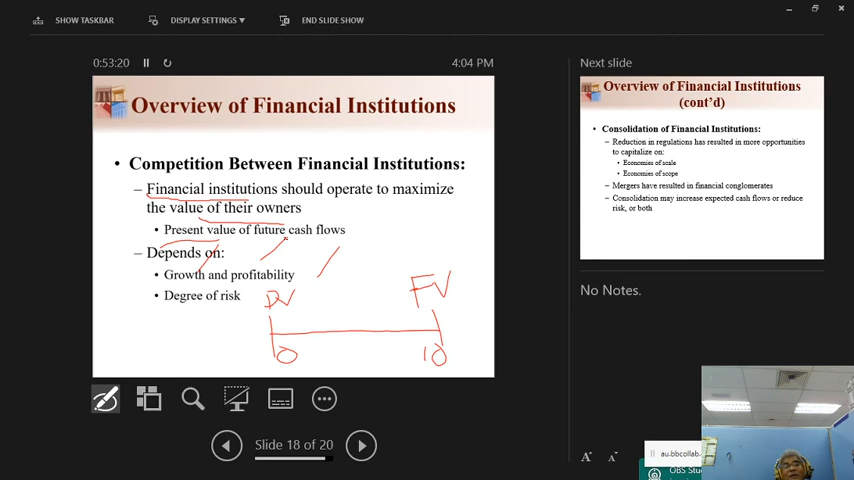 SHOW TASKBAR
DISPLAY SETTINGS ▼
END SLIDE SHOW
0:53:20
4:04 PM
Overview of Financial Institutions
• Competition Between Financial Institutions:
– Financial institutions should operate to maximize
the value of their owners
• Present value of future cash flows
– Depends on:
• Growth and profitability
• Degree of risk
PV
FV
0
10
Slide 18 of 20
Next slide
Overview of Financial Institutions
(cont'd)
• Consolidation of Financial Institutions:
– Reduction in regulations has resulted in more opportunities
to capitalize on:
• Economies of scale
• Economies of scope
– Mergers have resulted in financial conglomerates
– Consolidation may increase expected cash flows or reduce
risk, or both
No Notes.
A A
au.bbcollab.
OBS Stu